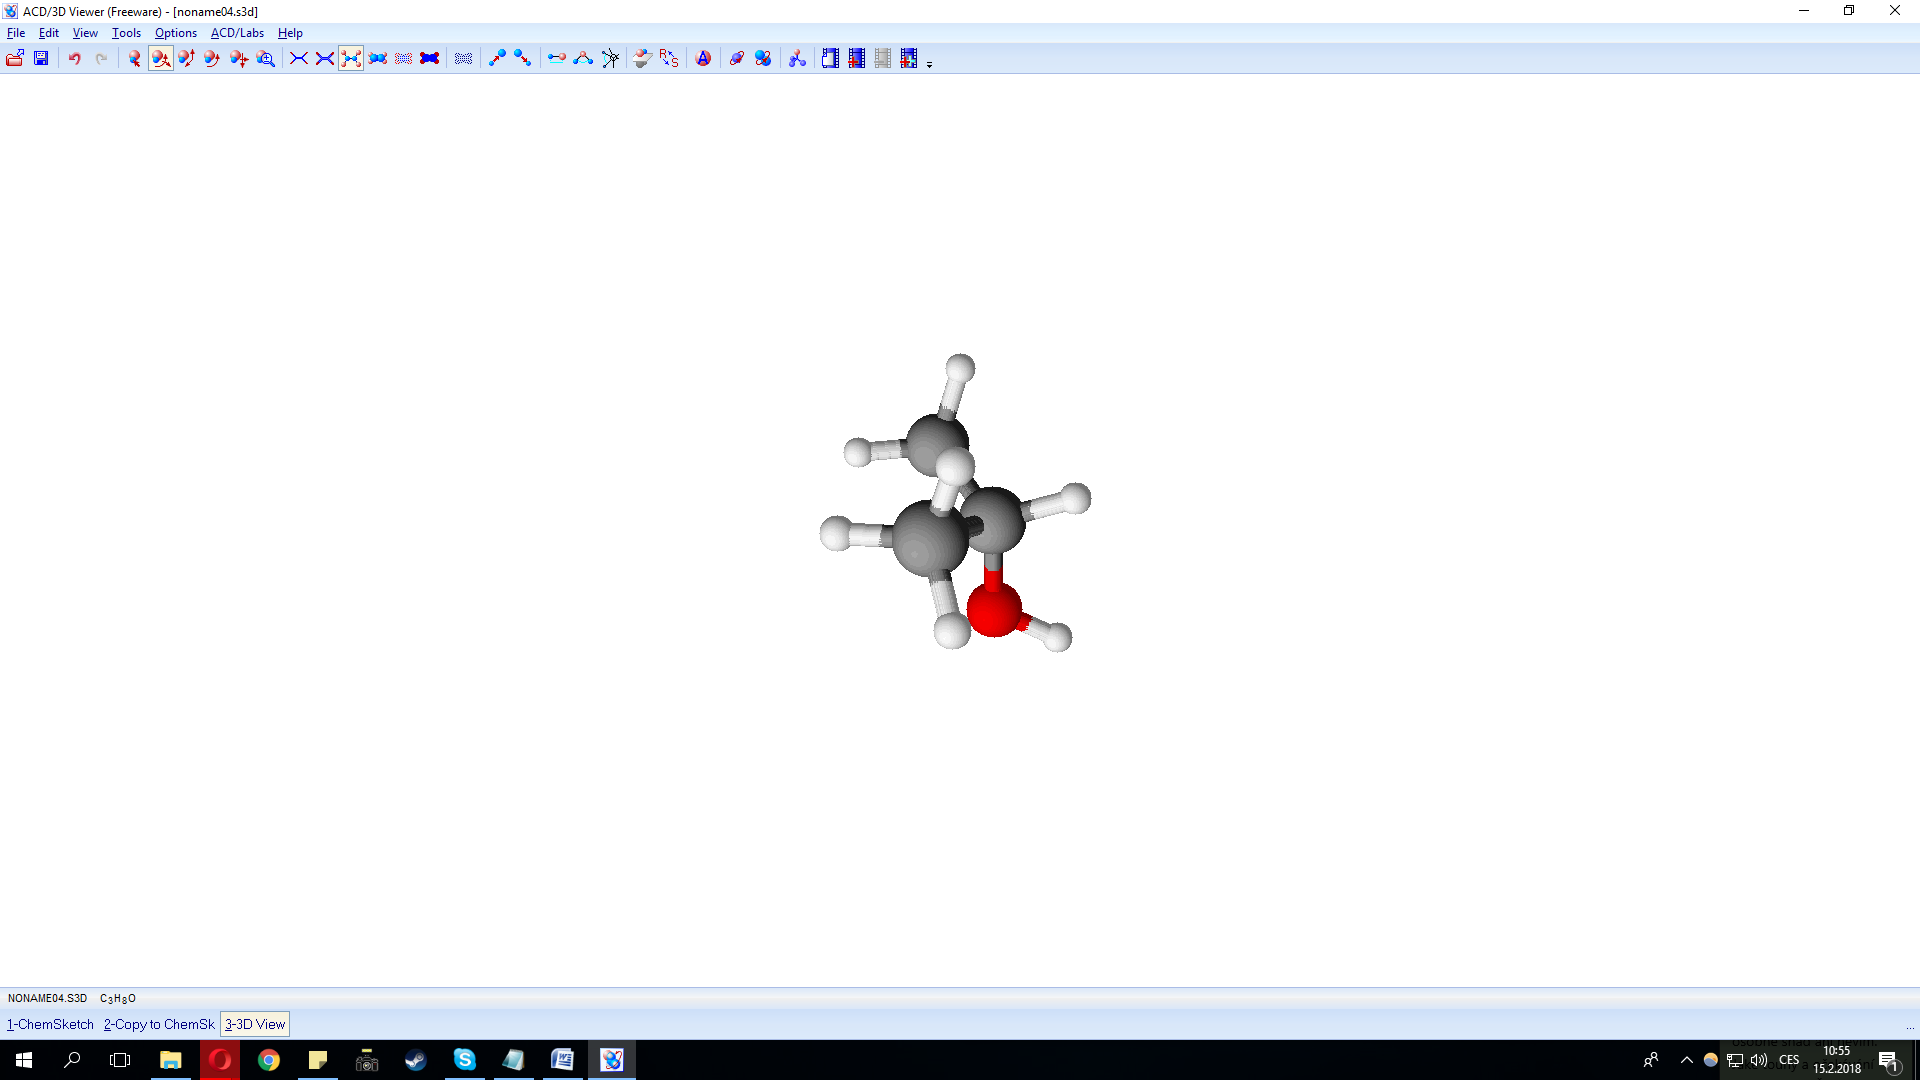 ACD/3D Viewer (Freeware) - [noname04.s3d]
File Edit View Tools Options ACD/Labs Help
NONAME04.S3D C3H8O
1-ChemSketch 2-Copy to ChemSk 3-3D View
...
CES
10:55
15.2.2018
1